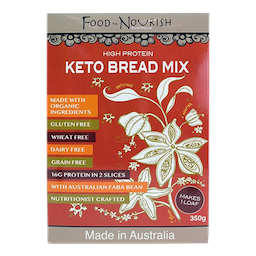 FOOD to NOURISH
HIGH PROTEIN
KETO BREAD MIX
MADE WITH
ORGANIC
INGREDIENTS
GLUTEN FREE
WHEAT FREE
DAIRY FREE
GRAIN FREE
16G PROTEIN IN 2 SLICES
WITH AUSTRALIAN FABA BEAN
NUTRITIONIST CRAFTED
MAKES
1 LOAF
350g
Made in Australia